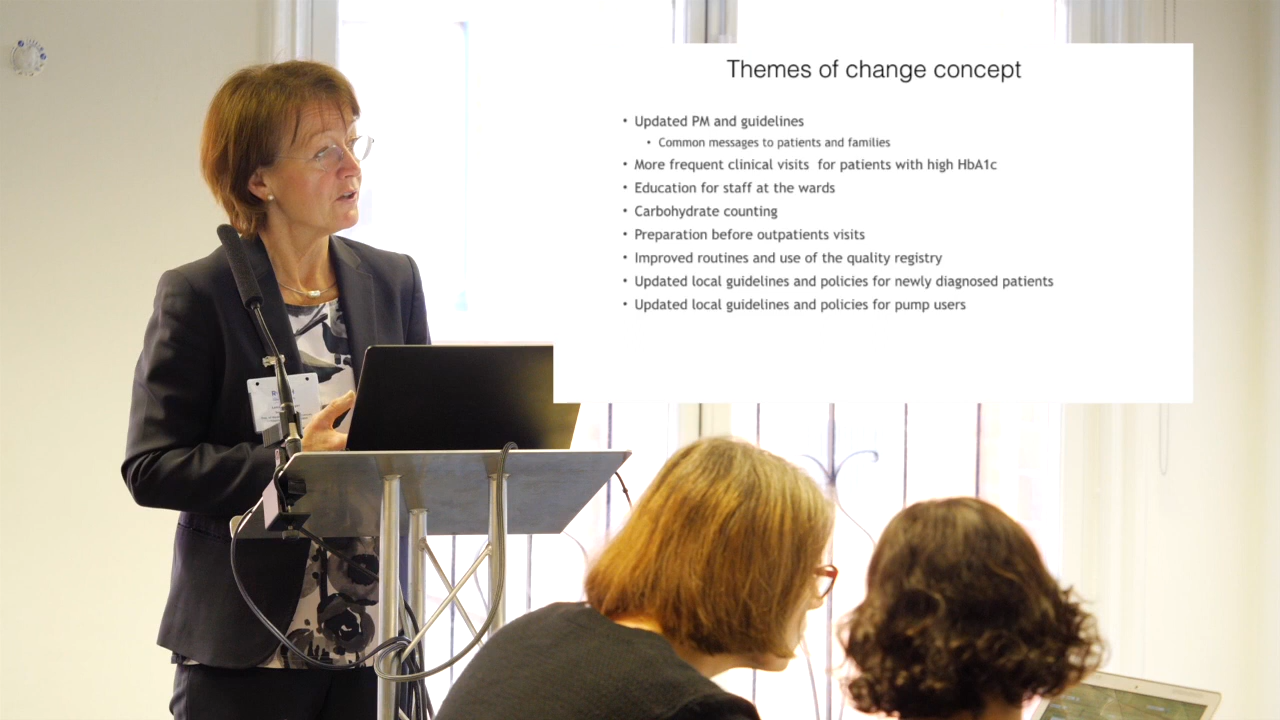 Themes of change concept
• Updated PM and guidelines
• Common messages to patients and families
• More frequent clinical visits for patients with high HbA1c
• Education for staff at the wards
• Carbohydrate counting
• Preparation before outpatients visits
• Improved routines and use of the quality registry
• Updated local guidelines and policies for newly diagnosed patients
• Updated local guidelines and policies for pump users